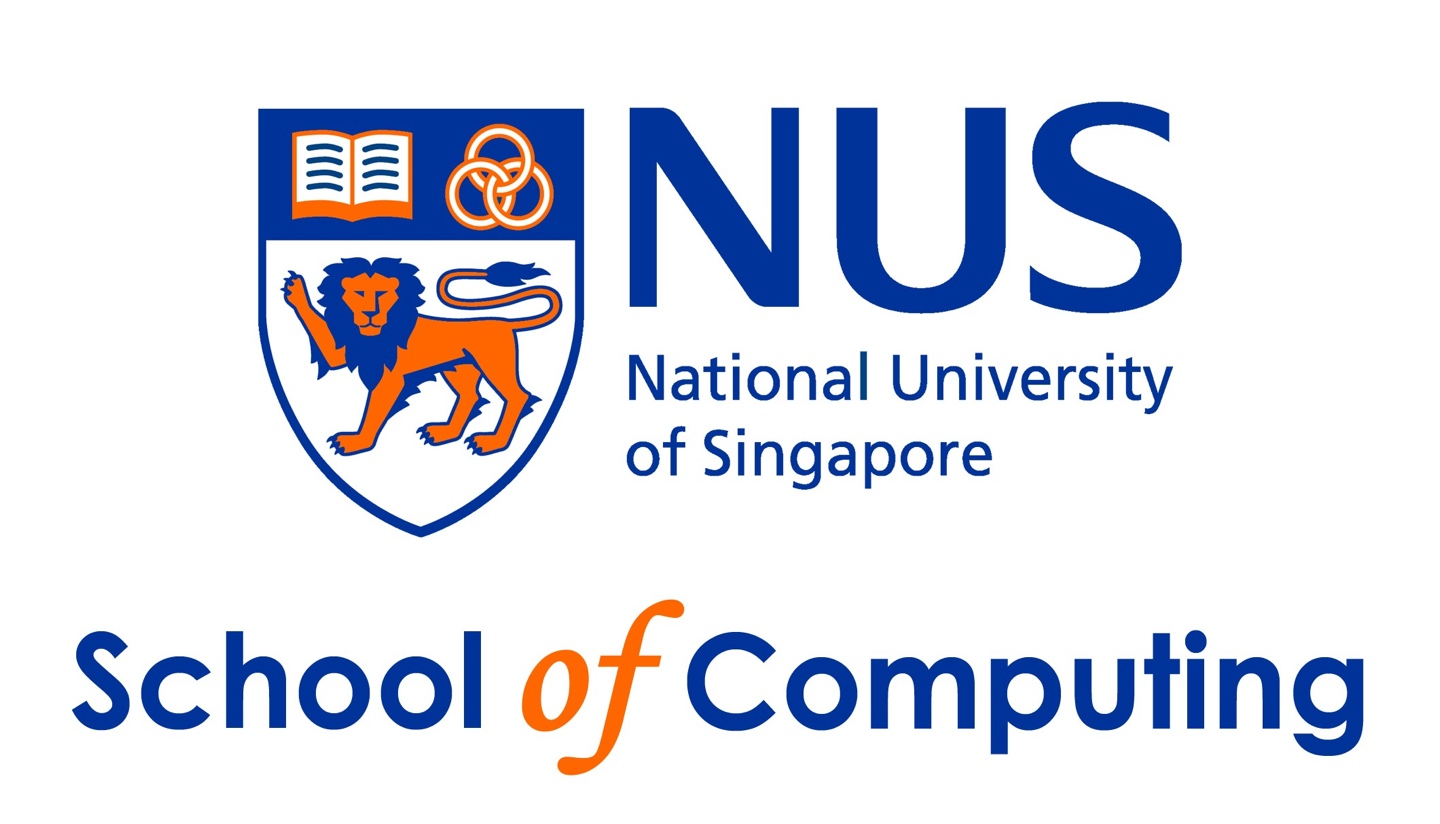 NUS
National University
of Singapore
School of Computing